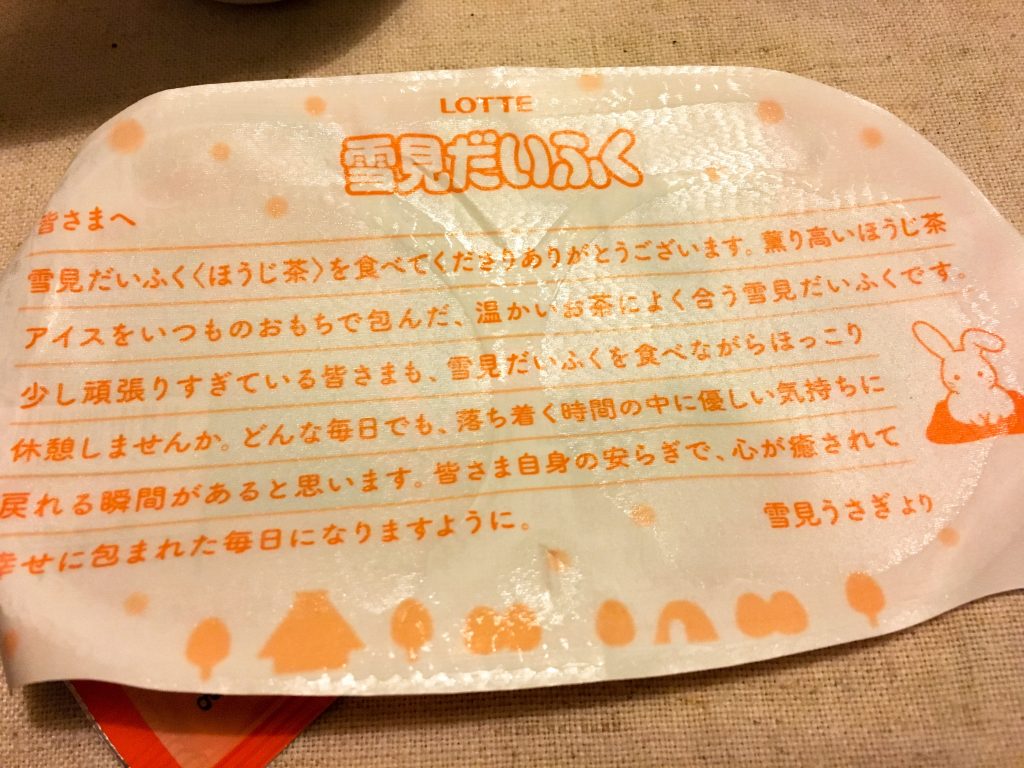 LOTTE
雪見だいふく
皆さまへ
雪見だいふく〈ほうじ茶〉を食べてくださりありがとうございます。薫り高いほうじ茶
アイスをいつものおもちで包んだ、温かいお茶によく合う雪見だいふくです。
少し頑張りすぎている皆さまも、雪見だいふくを食べながらほっこり
休憩しませんか。どんな毎日でも、落ち着く時間の中に優しい気持ちに
戻れる瞬間があると思います。皆さま自身の安らぎで、心が癒されて
幸せに包まれた毎日になりますように。
雪見うさぎより